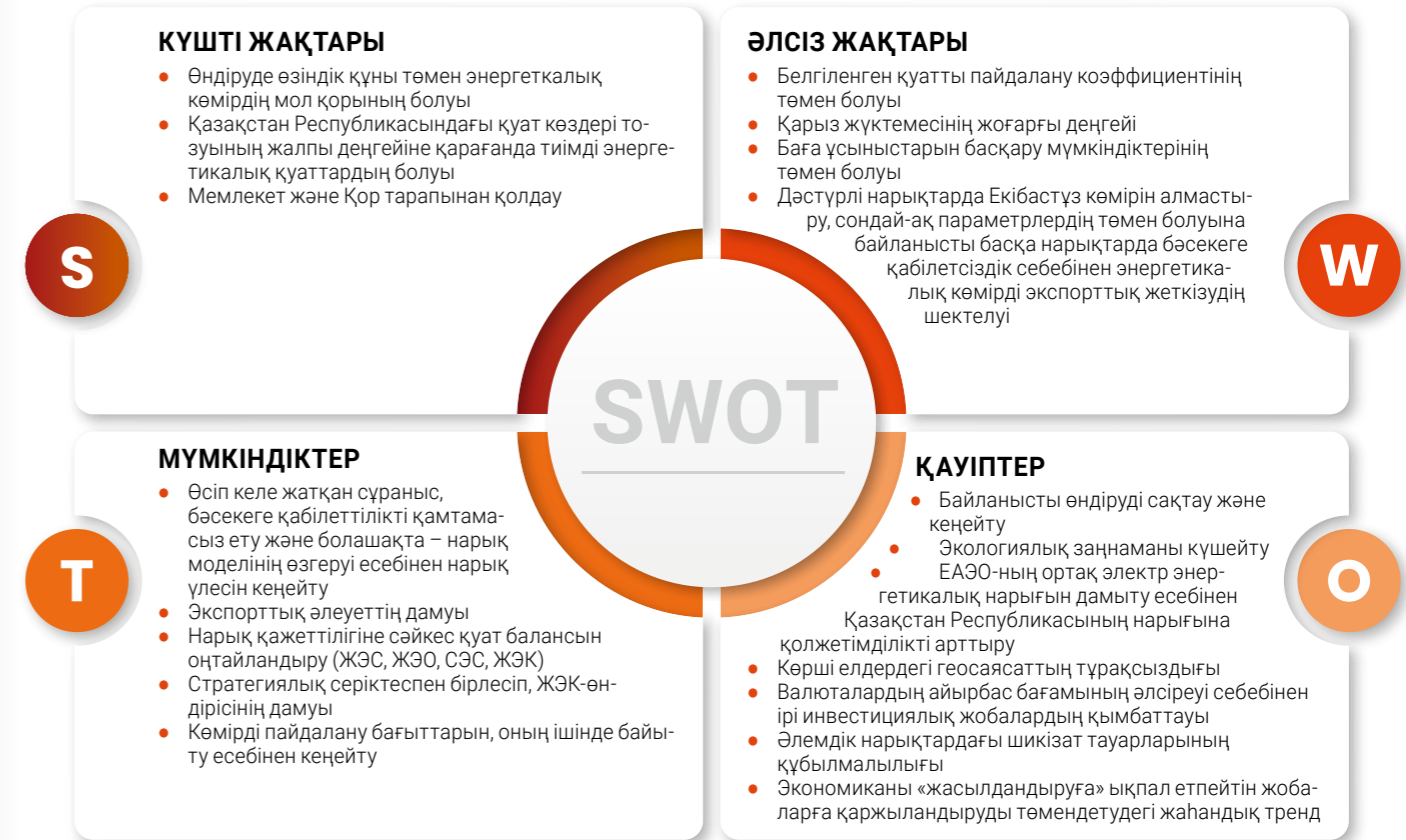 КҮШТІ ЖАҚТАРЫ
● Өндіруде өзіндік құны төмен энергеткалық
көмірдің мол қорының болуы
● Қазақстан Республикасындағы қуат көздері то-
зуының жалпы деңгейіне қарағанда тиімді энерге-
тикалық қуаттардың болуы
● Мемлекет және Қор тарапынан қолдау
S
ӘЛСІЗ ЖАҚТАРЫ
● Белгіленген қуатты пайдалану коэффициентінің
төмен болуы
● Қарыз жүктемесінің жоғарғы деңгейі
● Баға ұсыныстарын басқару мүмкіндіктерінің
төмен болуы
● Дәстүрлі нарықтарда Екібастұз көмірін алмасты-
ру, сондай-ақ параметрлердің төмен болуына
байланысты басқа нарықтарда бәсекеге
қабілетсіздік себебінен энергетика-
лық көмірді экспорттық жеткізудің
шектелуі
W
SWOT
МҮМКІНДІКТЕР
● Өсіп келе жатқан сұраныс,
бәсекеге қабілеттілікті қамтама-
сыз ету және болашақта – нарық
моделінің өзгеруі есебінен нарық
үлесін кеңейту
● Экспорттық әлеуеттің дамуы
● Нарық қажеттілігіне сәйкес қуат балансын
оңтайландыру (ЖЭС, ЖЭО, СЭС, ЖЭК)
● Стратегиялық серіктеспен бірлесіп, ЖЭК-өн-
дірісінің дамуы
● Көмірді пайдалану бағыттарын, оның ішінде байы-
ту есебінен кеңейту
T
ҚАУІПТЕР
● Байланысты өндіруді сақтау және
кеңейту
● Экологиялық заңнаманы күшейту
● ЕАЭО-ның ортақ электр энер-
гетикалық нарығын дамыту есебінен
Қазақстан Республикасының нарығына
қолжетімділікті арттыру
● Көрші елдердегі геосаясаттың тұрақсыздығы
● Валюталардың айырбас бағамының әлсіреуі себебінен
ірі инвестициялық жобалардың қымбаттауы
● Әлемдік нарықтардағы шикізат тауарларының
құбылмалылығы
● Экономиканы «жасылдандыруға» ықпал етпейтін жоба-
ларға қаржыландыруды төмендетудегі жаһандық тренд
O